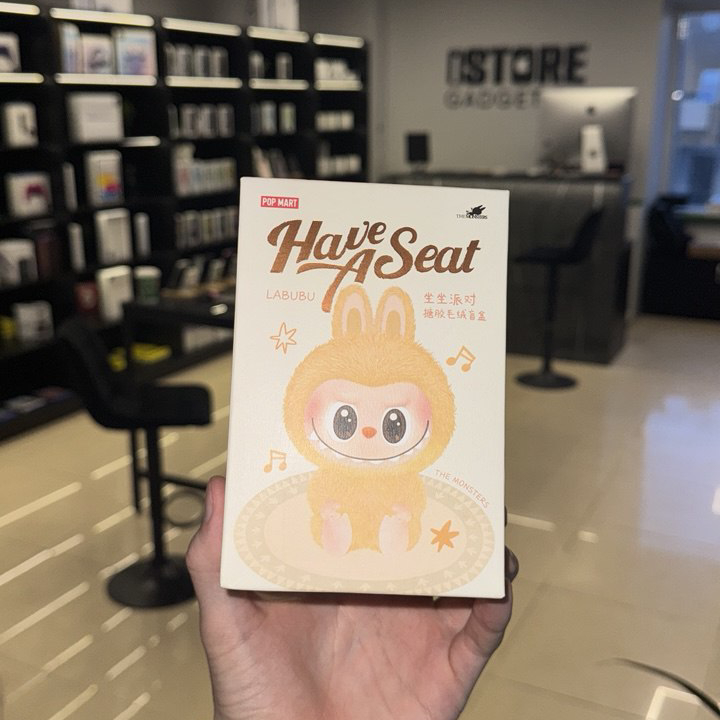 STORE
GADGET
POP MART
THE MONSTERS
Have
A Seat
LABUBU
坐坐派对
搪胶毛绒盲盒
THE MONSTERS